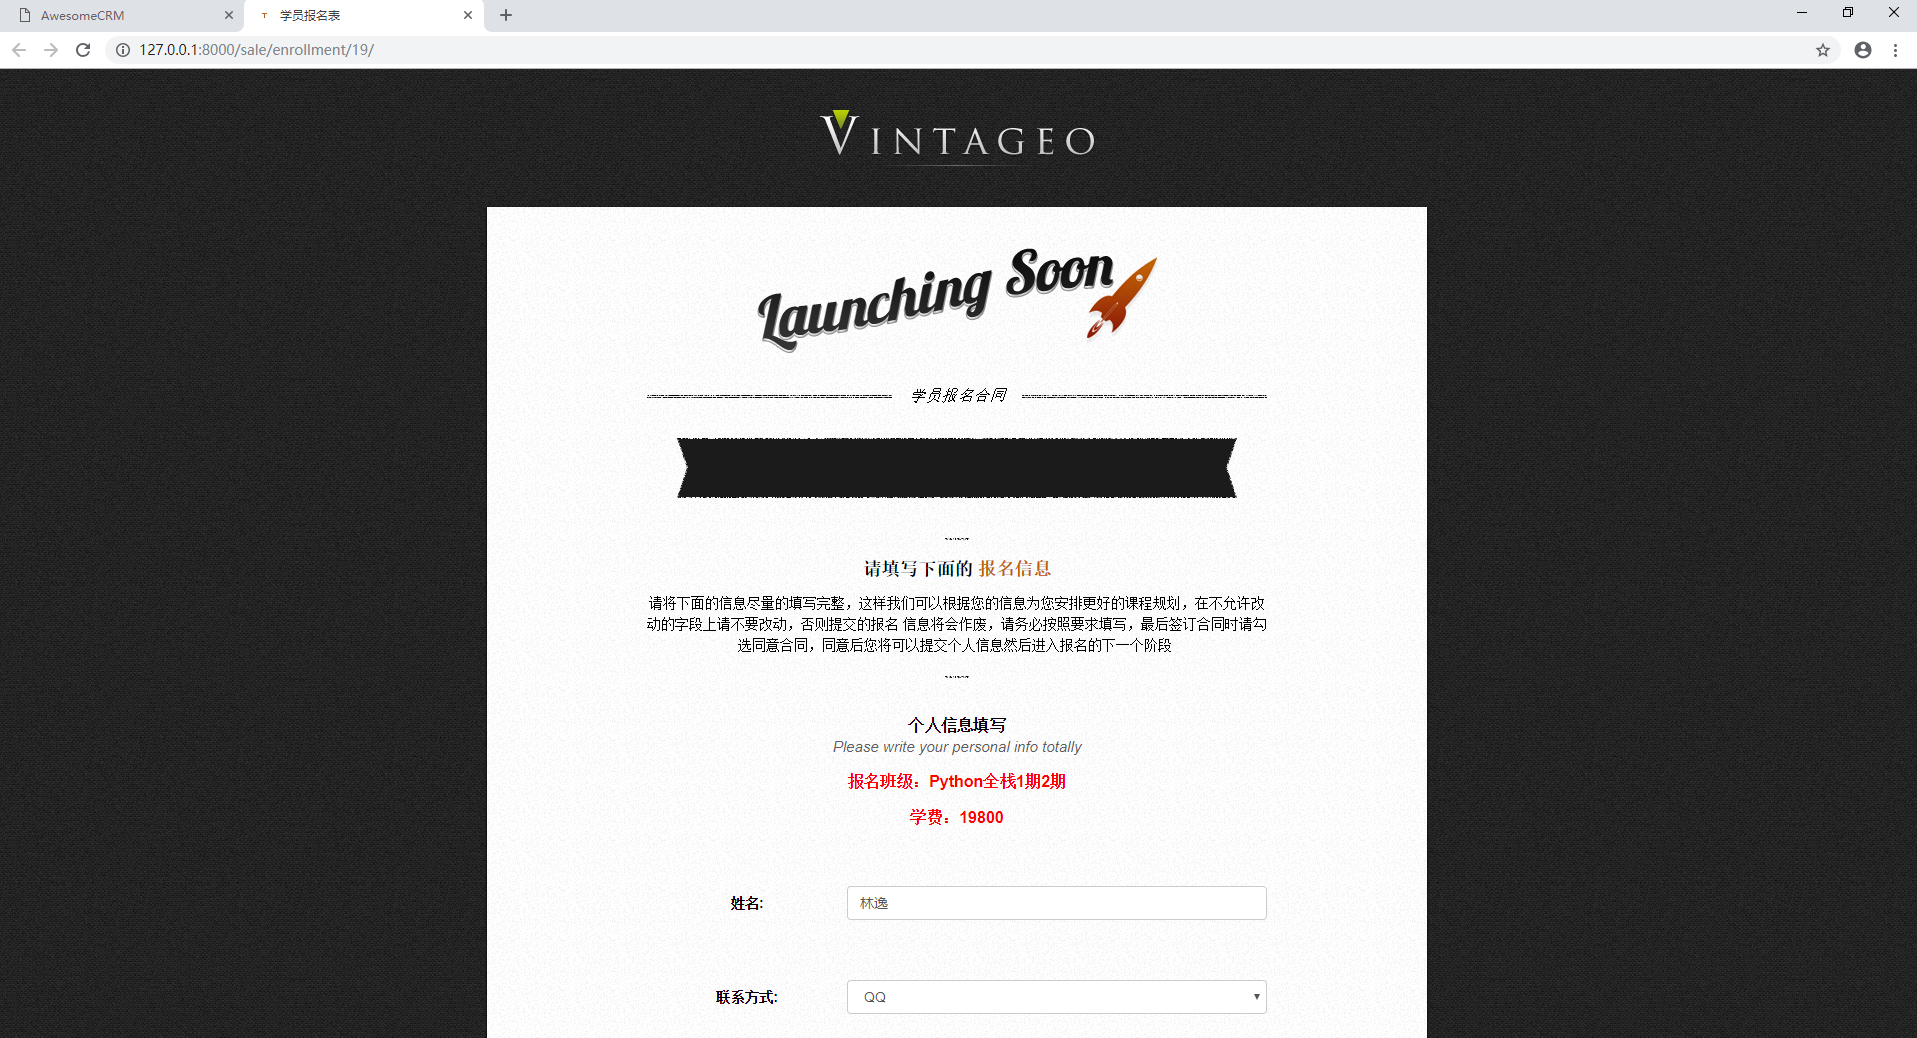 AwesomeCRM
T 学员报名表
127.0.0.1:8000/sale/enrollment/19/
VINTAGEO
Launching Soon
学员报名合同
请填写下面的 报名信息
请将下面的信息尽量的填写完整，这样我们可以根据您的信息为您安排更好的课程规划，在不允许改
动的字段上请不要改动，否则提交的报名 信息将会作废，请务必按照要求填写，最后签订合同时请勾
选同意合同，同意后您将可以提交个人信息然后进入报名的下一个阶段
个人信息填写
Please write your personal info totally
报名班级：Python全栈1期2期
学费：19800
姓名:
林逸
联系方式:
QQ